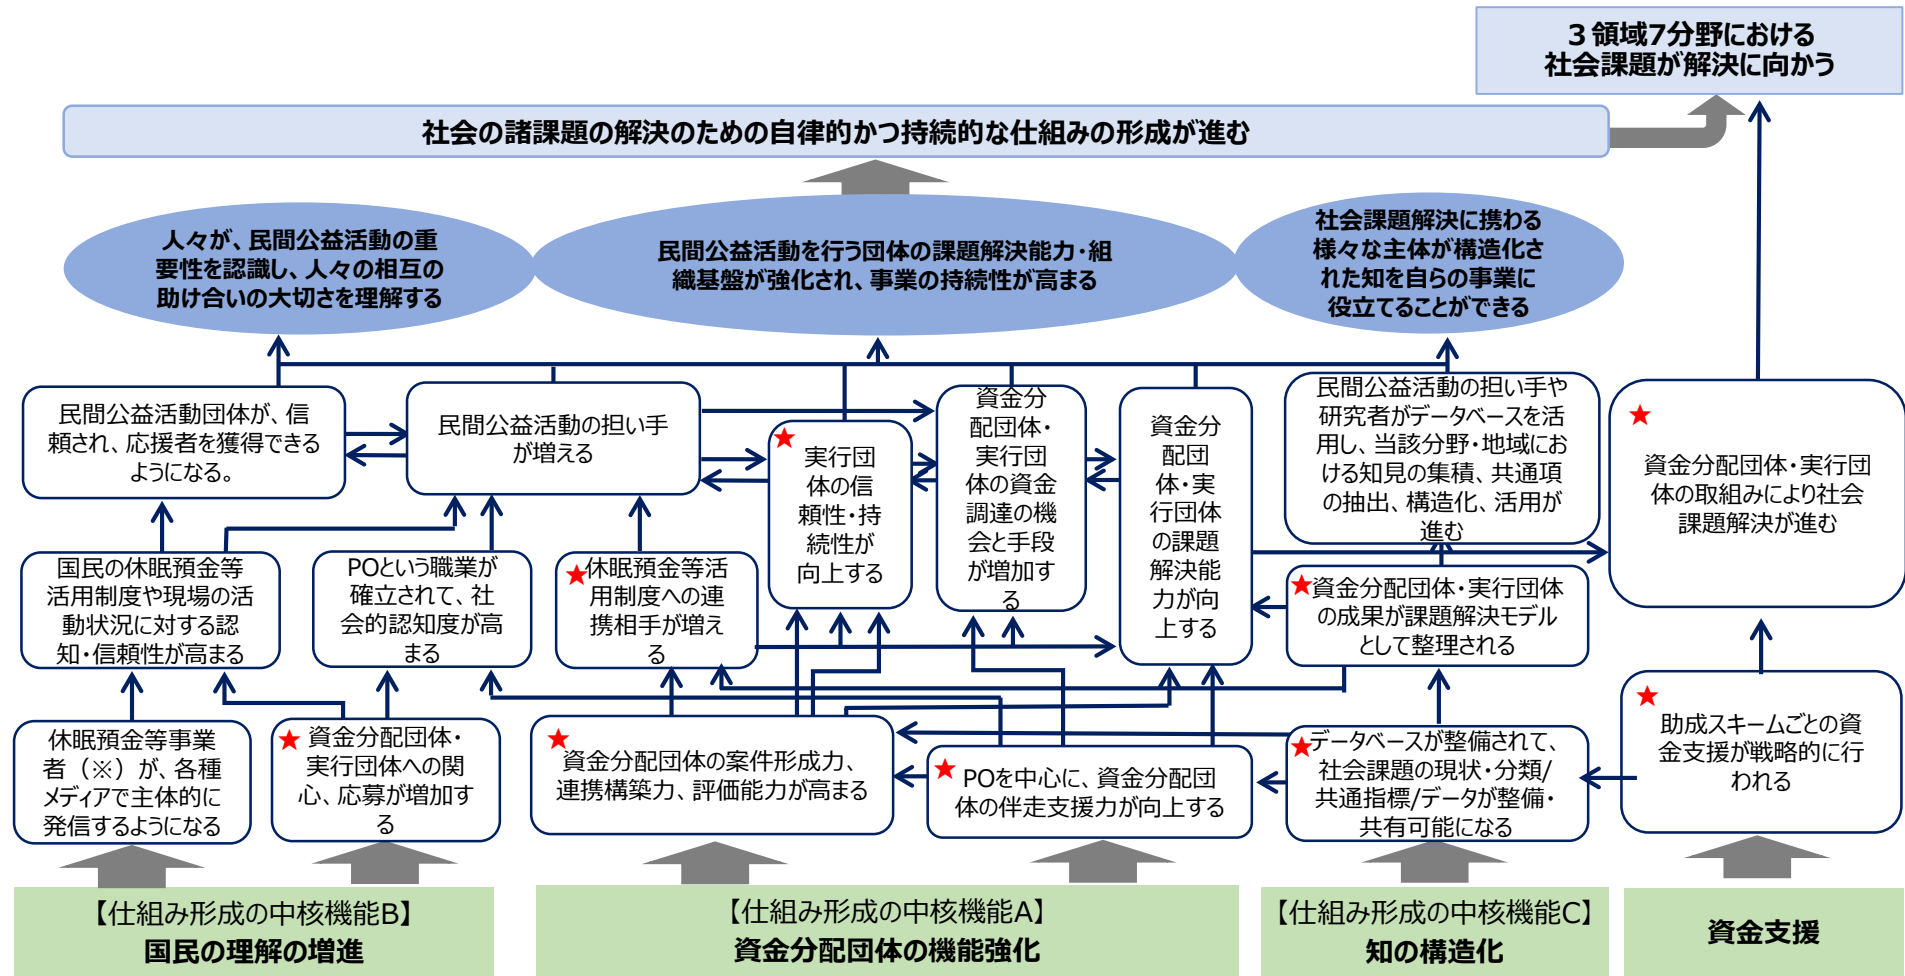 3領域7分野における
社会課題が解決に向かう
社会の諸課題の解決のための自律的かつ持続的な仕組みの形成が進む
人々が、民間公益活動の重
要性を認識し、人々の相互の
助け合いの大切さを理解する
民間公益活動を行う団体の課題解決能力・組
織基盤が強化され、事業の持続性が高まる
社会課題解決に携わる
様々な主体が構造化さ
れた知を自らの事業に
役立てることができる
民間公益活動団体が、信
頼され、応援者を獲得できる
ようになる。
民間公益活動の担い手
が増える
★
実行団
体の信
頼性・持
続性が
向上する
資金分
配団体・
実行団
体の資金
調達の機
会と手段
が増加す
る
資金分
配団
体・実
行団体
の課題
解決能
力が向
上する
民間公益活動の担い手や
研究者がデータベースを活
用し、当該分野・地域にお
ける知見の集積、共通項
の抽出、構造化、活用が
進む
★
資金分配団体・実行団
体の取組みにより社会
課題解決が進む
国民の休眠預金等
活用制度や現場の活
動状況に対する認
知・信頼性が高まる
POという職業が
確立されて、社
会的認知度が高
まる
★休眠預金等活
用制度への連
携相手が増え
る
★資金分配団体・実行団体
の成果が課題解決モデル
として整理される
休眠預金等事業
者（※）が、各種
メディアで主体的に
発信するようになる
★資金分配団体・
実行団体への関
心、応募が増加す
る
★
資金分配団体の案件形成力、
連携構築力、評価能力が高まる
★
POを中心に、資金分配団
体の伴走支援力が向上する
★データベースが整備されて、
社会課題の現状・分類/
共通指標/データが整備・
共有可能になる
★
助成スキームごとの資
金支援が戦略的に行
われる
【仕組み形成の中核機能B】
国民の理解の増進
【仕組み形成の中核機能A】
資金分配団体の機能強化
【仕組み形成の中核機能C】
知の構造化
資金支援